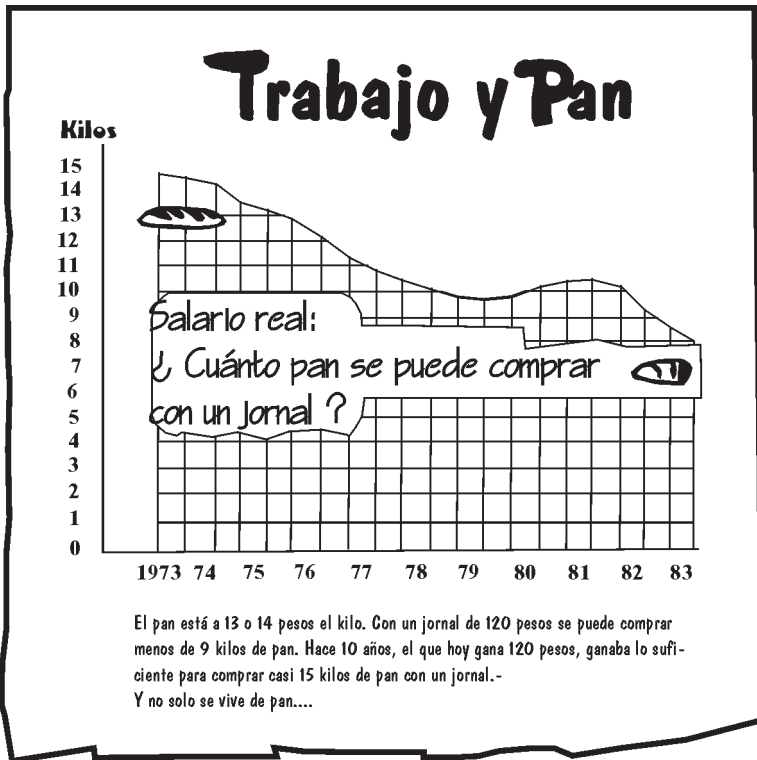 Trabajo y Pan
Kilos
15
14
13
12
11
10
9
8
7
6
5
4
3
2
1
0
Salario real:
¿ Cuánto pan se puede comprar
con un jornal ?
1973 74 75 76 77 78 79 80 81 82 83
El pan está a 13 o 14 pesos el kilo. Con un jornal de 120 pesos se puede comprar
menos de 9 kilos de pan. Hace 10 años, el que hoy gana 120 pesos, ganaba lo sufi-
ciente para comprar casi 15 kilos de pan con un jornal.-
Y no solo se vive de pan....